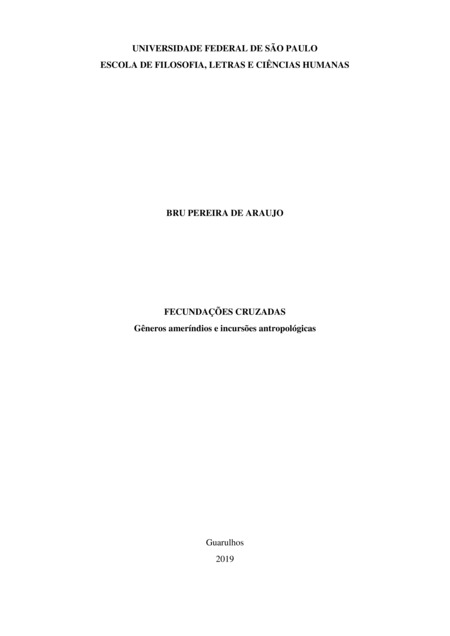 UNIVERSIDADE FEDERAL DE SÃO PAULO
ESCOLA DE FILOSOFIA, LETRAS E CIÊNCIAS HUMANAS
BRU PEREIRA DE ARAUJO
FECUNDAÇÕES CRUZADAS
Gêneros ameríndios e incursões antropológicas
Guarulhos
2019